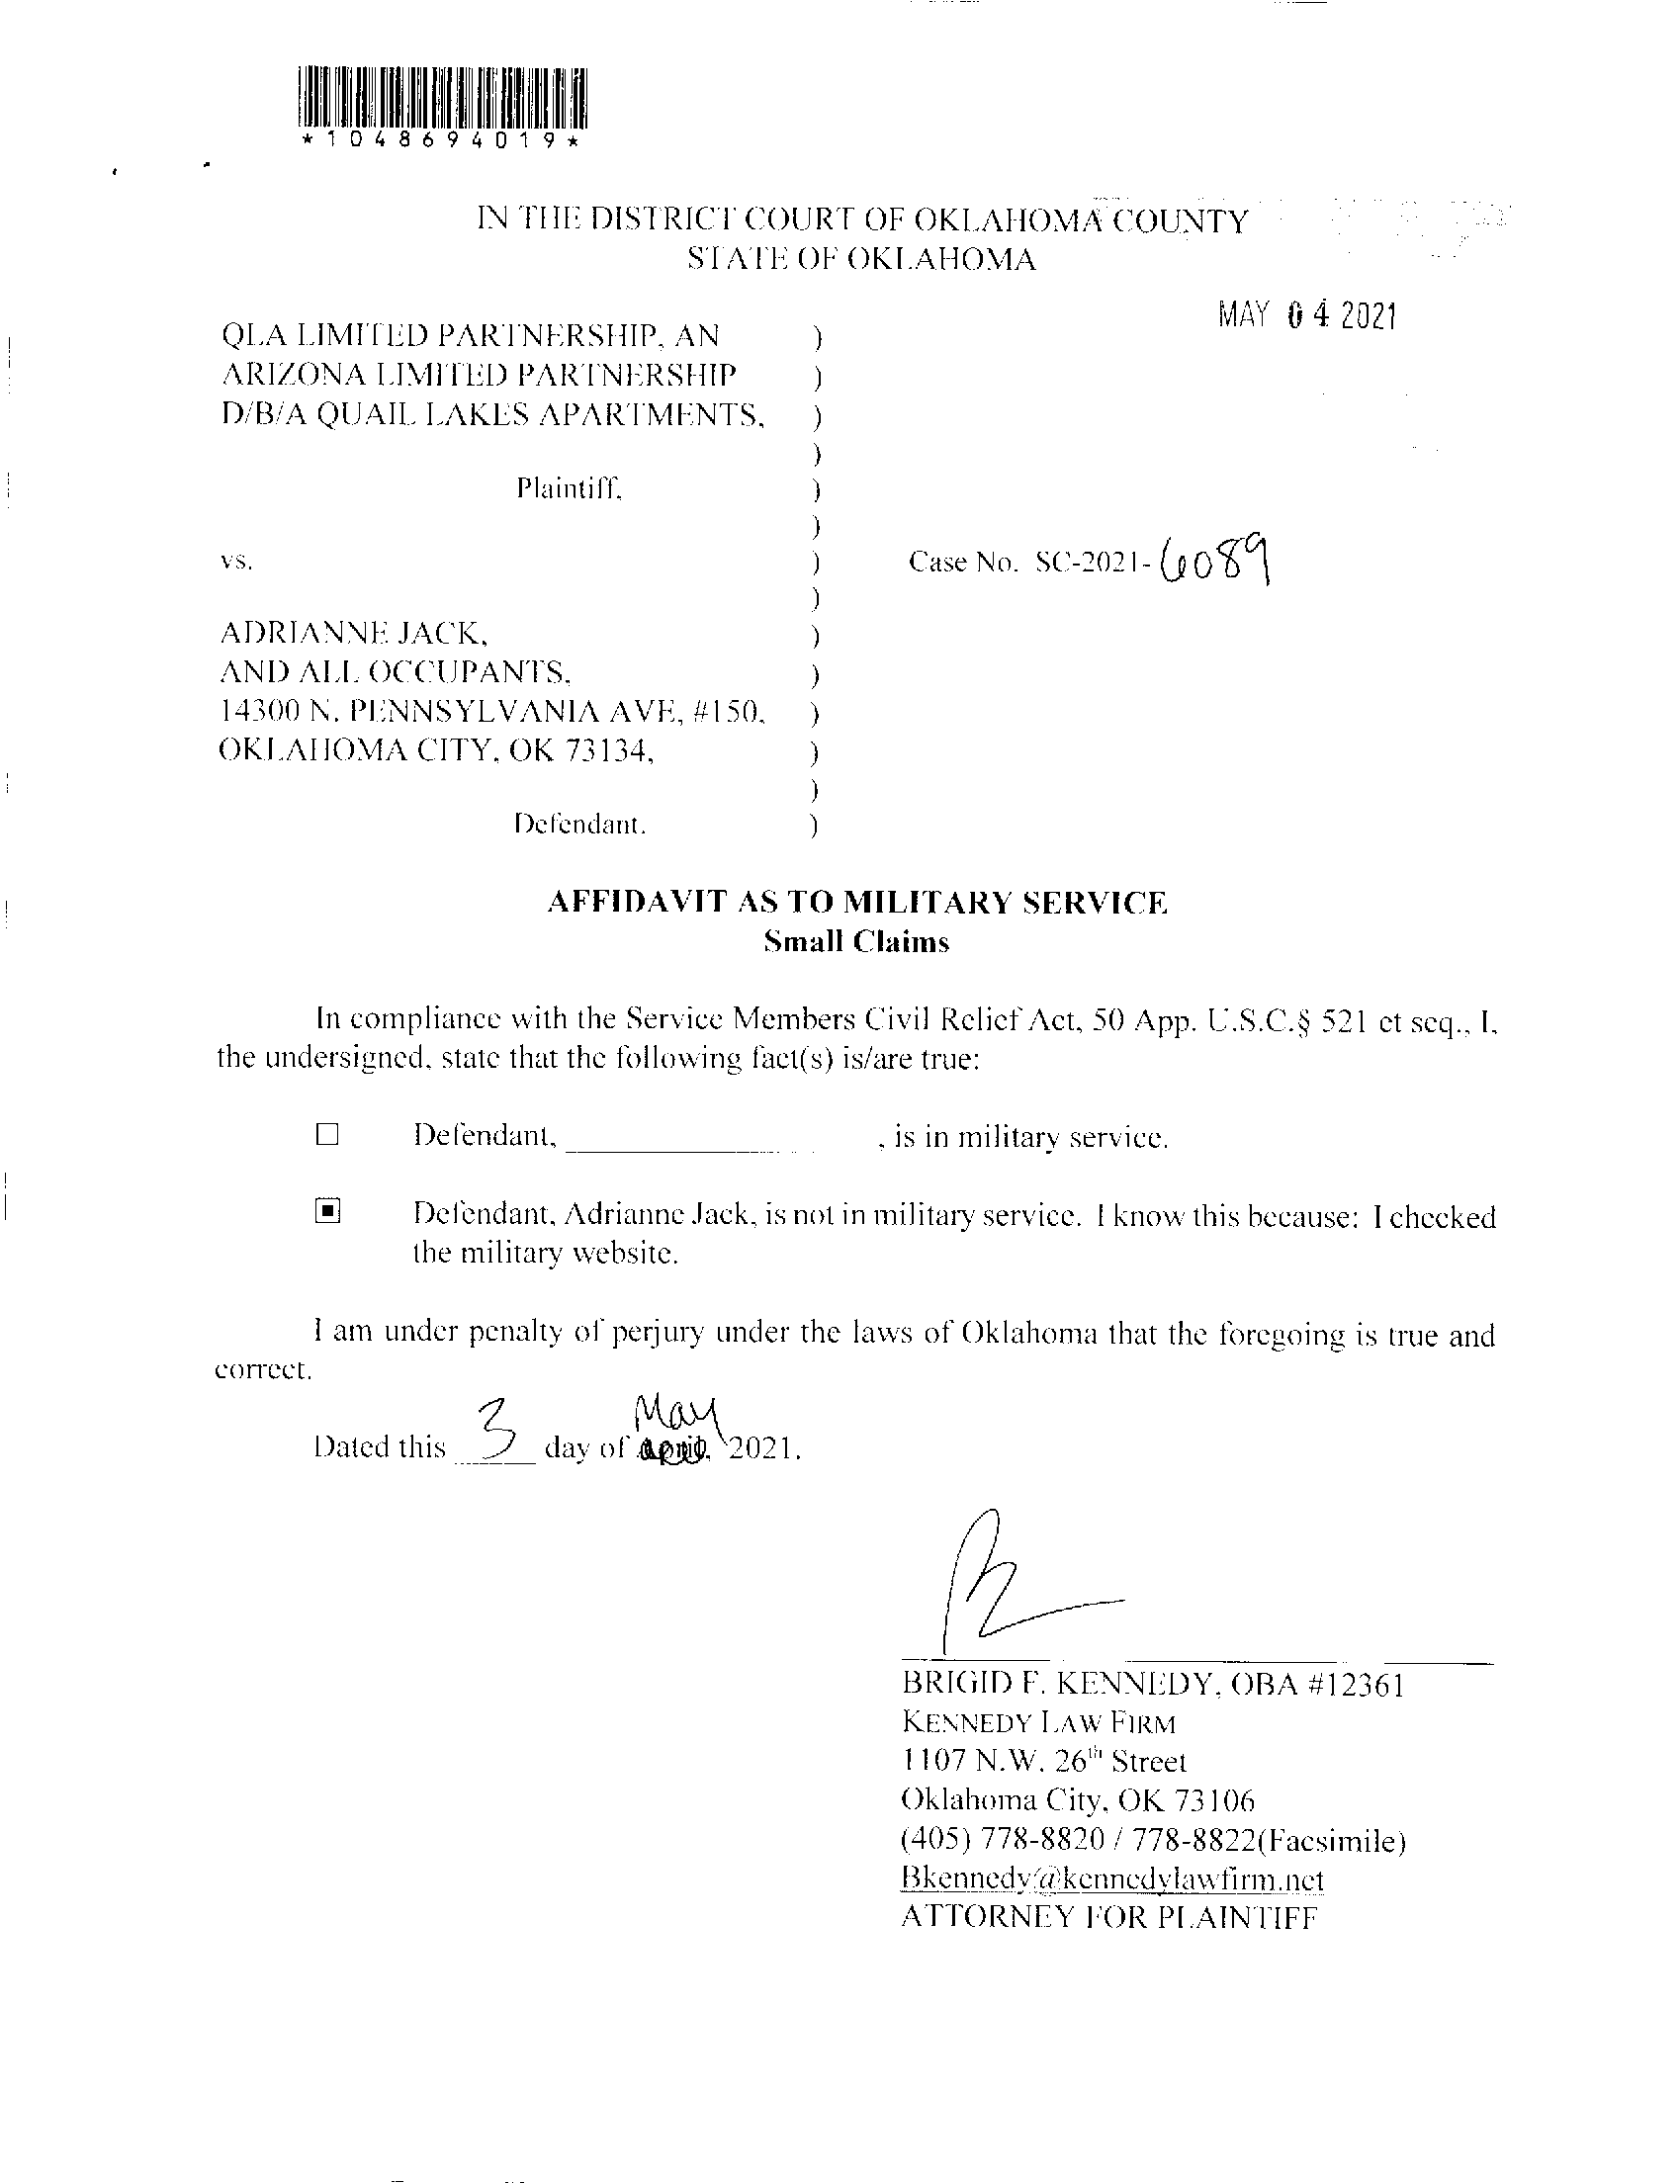 *1048694019*
IN THE DISTRICT COURT OF OKLAHOMA COUNTY
STATE OF OKLAHOMA
MAY 04 2021
QLA LIMITED PARTNERSHIP, AN )
ARIZONA LIMITED PARTNERSHIP )
D/B/A QUAIL LAKES APARTMENTS, )
)
Plaintiff, )
)
vs. ) Case No. SC-2021-6089
)
ADRIANNE JACK, )
AND ALL OCCUPANTS, )
14300 N. PENNSYLVANIA AVE, #150, )
OKLAHOMA CITY, OK 73134, )
)
Defendant. )
AFFIDAVIT AS TO MILITARY SERVICE
Small Claims
In compliance with the Service Members Civil Relief Act, 50 App. U.S.C.§ 521 et seq., I,
the undersigned, state that the following fact(s) is/are true:
☐ Defendant, ____________ , is in military service.
▣ Defendant, Adrianne Jack, is not in military service. I know this because: I checked
the military website.
I am under penalty of perjury under the laws of Oklahoma that the foregoing is true and
correct.
May
Dated this 3 day of april, 2021.
BRIGID F. KENNEDY, OBA #12361
KENNEDY LAW FIRM
1107 N.W. 26th Street
Oklahoma City, OK 73106
(405) 778-8820 / 778-8822(Facsimile)
Bkennedy@kennedylawfirm.net
ATTORNEY FOR PLAINTIFF